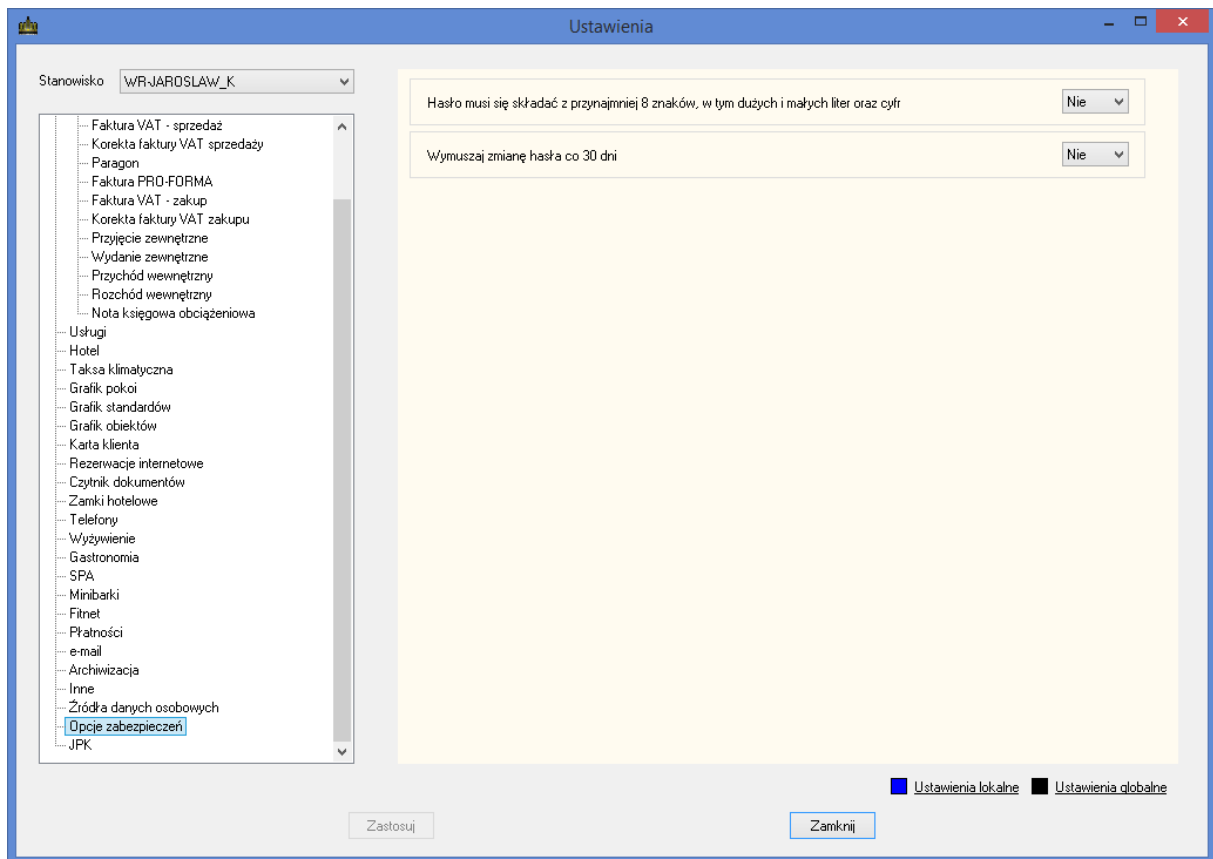 Ustawienia
Stanowisko WR-JAROSLAW_K
Faktura VAT - sprzedaż
Korekta faktury VAT sprzedaży
Paragon
Faktura PRO-FORMA
Faktura VAT - zakup
Korekta faktury VAT zakupu
Przyjęcie zewnętrzne
Wydanie zewnętrzne
Przychód wewnętrzny
Rozchód wewnętrzny
Nota księgowa obciążeniowa
Usługi
Hotel
Taksa klimatyczna
Grafik pokoi
Grafik standardów
Grafik obiektów
Karta klienta
Rezerwacje internetowe
Czytnik dokumentów
Zamki hotelowe
Telefony
Wyżywienie
Gastronomia
SPA
Minibarki
Fitnet
Płatności
e-mail
Archiwizacja
Inne
Źródła danych osobowych
Opcje zabezpieczeń
JPK
Hasło musi się składać z przynajmniej 8 znaków, w tym dużych i małych liter oraz cyfr Nie
Wymuszaj zmianę hasła co 30 dni Nie
Ustawienia lokalne Ustawienia globalne
Zastosuj Zamknij